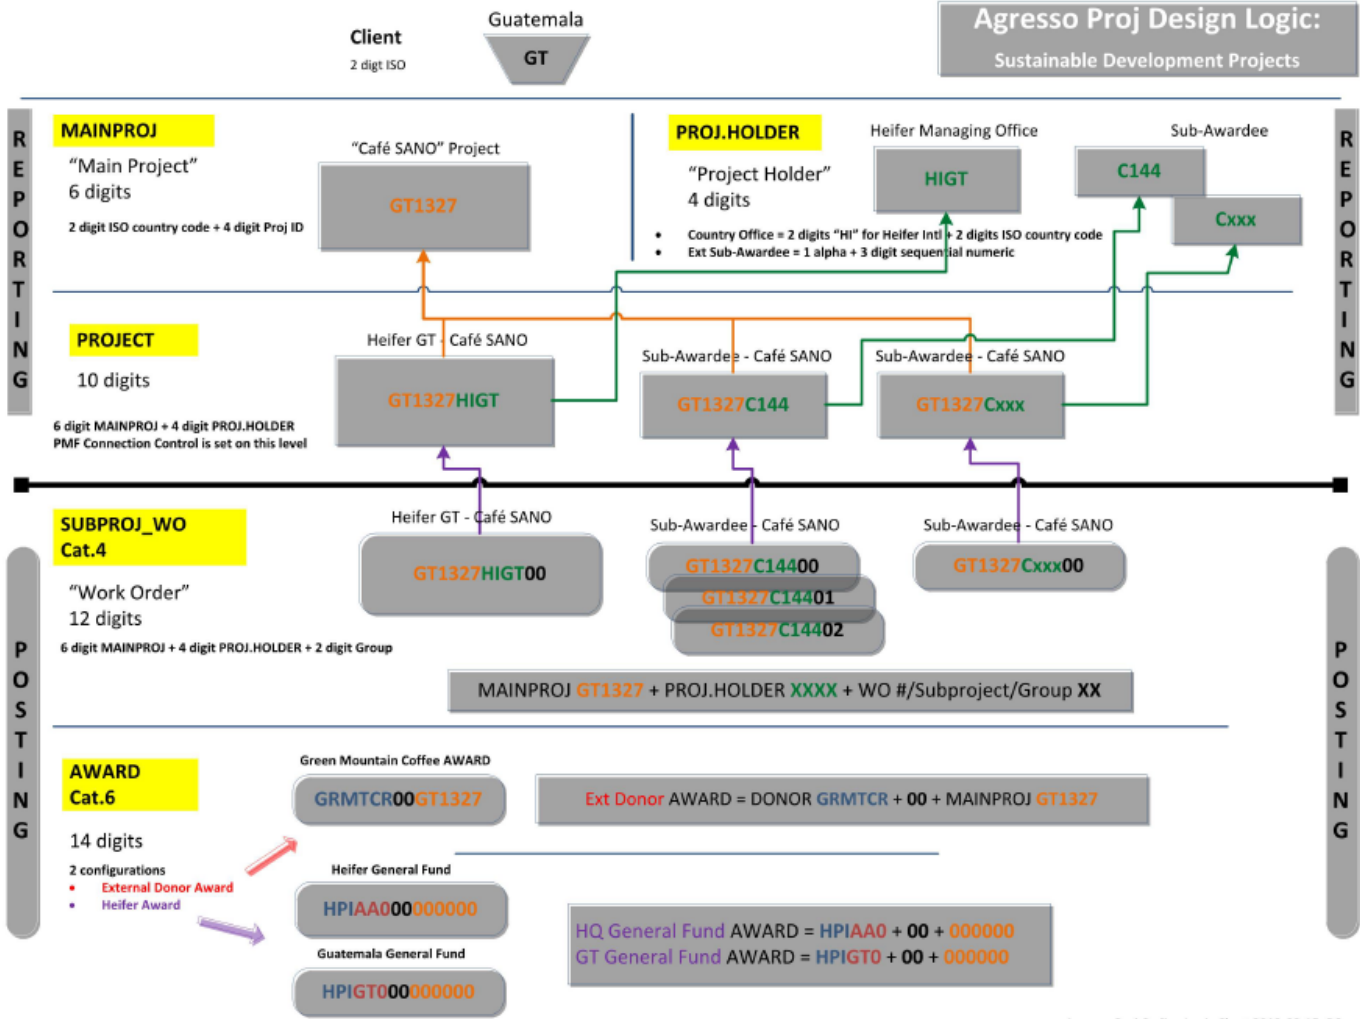 Agresso Proj Design Logic:
Sustainable Development Projects
Client
2 digt ISO
Guatemala
GT
REPORTING
REPORTING
MAINPROJ
"Main Project"
6 digits
2 digit ISO country code + 4 digit Proj ID
"Café SANO" Project
GT1327
PROJ.HOLDER
"Project Holder"
4 digits
• Country Office = 2 digits "HI" for Heifer Intl + 2 digits ISO country code
• Ext Sub-Awardee = 1 alpha + 3 digit sequential numeric
Heifer Managing Office
HIGT
Sub-Awardee
C144
Cxxx
PROJECT
10 digits
6 digit MAINPROJ + 4 digit PROJ.HOLDER
PMF Connection Control is set on this level
Heifer GT - Café SANO
GT1327HIGT
Sub-Awardee - Café SANO
GT1327C144
Sub-Awardee - Café SANO
GT1327Cxxx
POSTING
POSTING
SUBPROJ_WO
Cat.4
"Work Order"
12 digits
6 digit MAINPROJ + 4 digit PROJ.HOLDER + 2 digit Group
Heifer GT - Café SANO
GT1327HIGT00
Sub-Awardee - Café SANO
GT1327C14400
GT1327C14401
GT1327C14402
Sub-Awardee - Café SANO
GT1327Cxxx00
MAINPROJ GT1327 + PROJ.HOLDER XXXX + WO #/Subproject/Group XX
AWARD
Cat.6
14 digits
2 configurations
• External Donor Award
• Heifer Award
Green Mountain Coffee AWARD
GRMTCR00GT1327
Ext Donor AWARD = DONOR GRMTCR + 00 + MAINPROJ GT1327
Heifer General Fund
HPIAA000000000
Guatemala General Fund
HPIGT000000000
HQ General Fund AWARD = HPIAA0 + 00 + 000000
GT General Fund AWARD = HPIGT0 + 00 + 000000